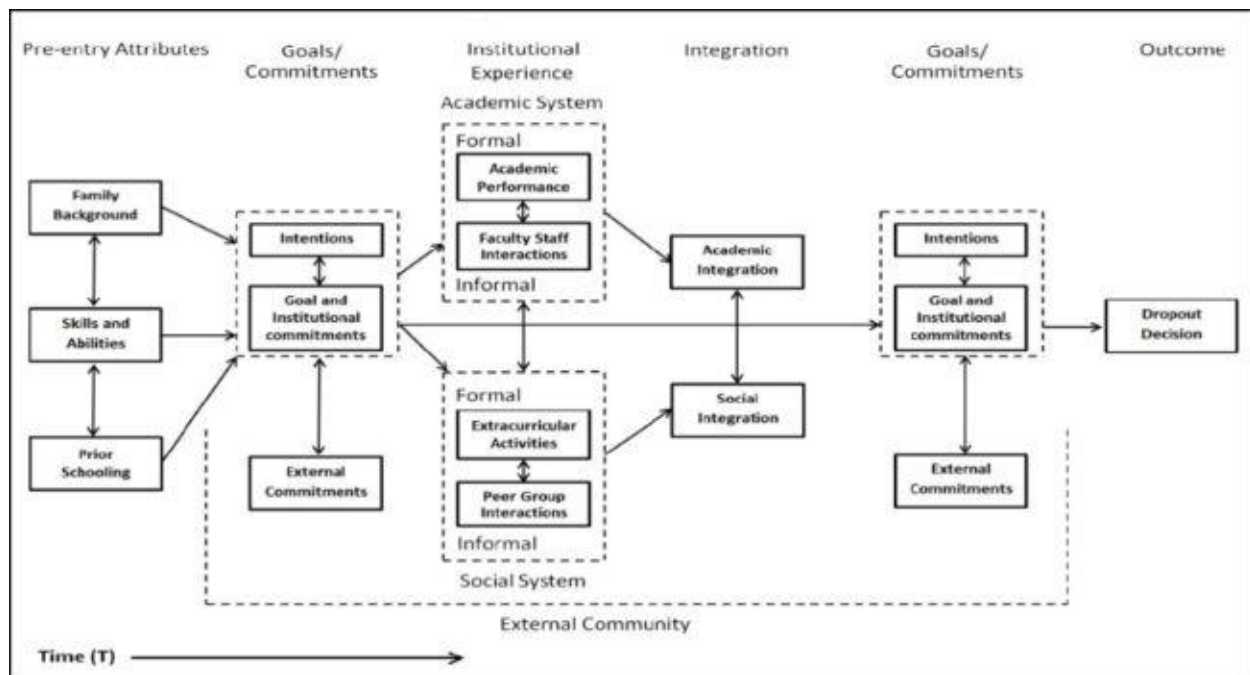 Pre-entry Attributes
Goals/
Commitments
Institutional
Experience
Integration
Goals/
Commitments
Outcome
Academic System
Formal
Academic
Performance
Faculty Staff
Interactions
Informal
Family
Background
Skills and
Abilities
Prior
Schooling
Intentions
Goal and
Institutional
commitments
External
Commitments
Formal
Extracurricular
Activities
Peer Group
Interactions
Informal
Social System
Academic
Integration
Social
Integration
Intentions
Goal and
Institutional
commitments
External
Commitments
Dropout
Decision
External Community
Time (T)